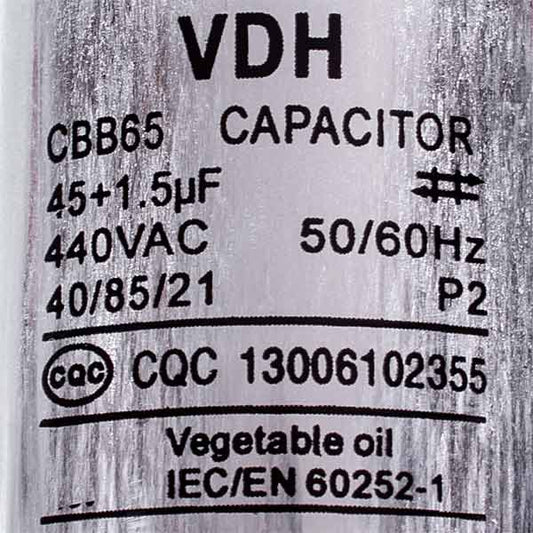 VDH
CBB65 CAPACITOR
45+1.5μF
440VAC 50/60Hz
40/85/21 P2
CQC CQC 13006102355
Vegetable oil
IEC/EN 60252-1